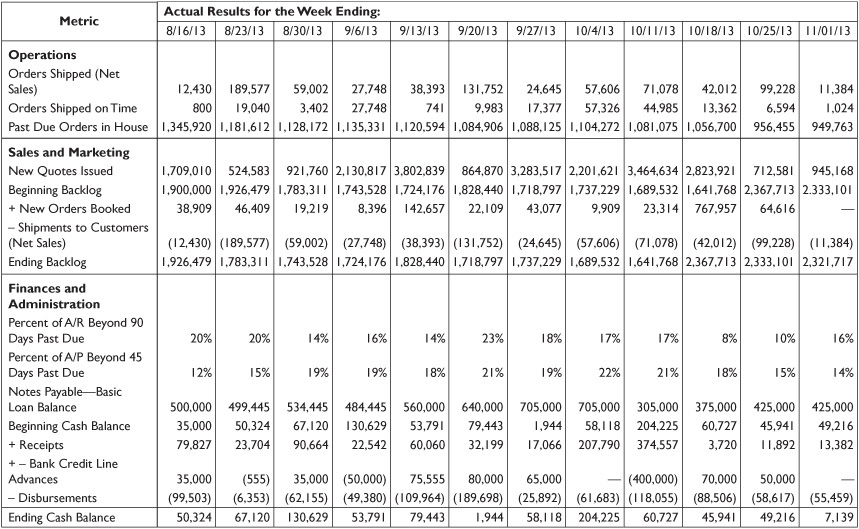 Metric
Actual Results for the Week Ending:
8/16/13 8/23/13 8/30/13 9/6/13 9/13/13 9/20/13 9/27/13 10/4/13 10/11/13 10/18/13 10/25/13 11/01/13
Operations
Orders Shipped (Net
Sales) 12,430 189,577 59,002 27,748 38,393 131,752 24,645 57,606 71,078 42,012 99,228 11,384
Orders Shipped on Time 800 19,040 3,402 27,748 741 9,983 17,377 57,326 44,985 13,362 6,594 1,024
Past Due Orders in House 1,345,920 1,181,612 1,128,172 1,135,331 1,120,594 1,084,906 1,088,125 1,104,272 1,081,075 1,056,700 956,455 949,763
Sales and Marketing
New Quotes Issued 1,709,010 524,583 921,760 2,130,817 3,802,839 864,870 3,283,517 2,201,621 3,464,634 2,823,921 712,581 945,168
Beginning Backlog 1,900,000 1,926,479 1,783,311 1,743,528 1,724,176 1,828,440 1,718,797 1,737,229 1,689,532 1,641,768 2,367,713 2.333,101
+ New Orders Booked 38,909 46,409 19,219 8,396 142,657 22,109 43,077 9,909 23,314 767,957 64,616 —
– Shipments to Customers
(Net Sales) (12,430) (189,577) (59,002) (27,748) (38,393) (131,752) (24,645) (57,606) (71,078) (42,012) (99,228) (11,384)
Ending Backlog 1,926,479 1,783,311 1,743,528 1,724,176 1,828,440 1,718,797 1,737,229 1,689,532 1,641,768 2,367,713 2,333,101 2,321,717
Finances and
Administration
Percent of A/R Beyond 90
Days Past Due 20% 20% 14% 16% 14% 23% 18% 17% 17% 8% 10% 16%
Percent of A/P Beyond 45
Days Past Due 12% 15% 19% 19% 18% 21% 19% 22% 21% 18% 15% 14%
Notes Payable—Basic
Loan Balance 500,000 499,445 534,445 484,445 560,000 640,000 705,000 705,000 305,000 375,000 425,000 425,000
Beginning Cash Balance 35,000 50,324 67,120 130,629 53,791 79,443 1,944 58,118 204,225 60,727 45,941 49,216
+ Receipts 79,827 23,704 90,664 22,542 60,060 32,199 17,066 207,790 374,557 3,720 11,892 13,382
+ – Bank Credit Line
Advances 35,000 (555) 35,000 (50,000) 75,555 80,000 65,000 — (400,000) 70,000 50,000 —
– Disbursements (99,503) (6,353) (62,155) (49,380) (109,964) (189,698) (25,892) (61,683) (118,055) (88,506) (58,617) (55,459)
Ending Cash Balance 50,324 67,120 130,629 53,791 79,443 1,944 58,118 204,225 60,727 45,941 49,216 7,139